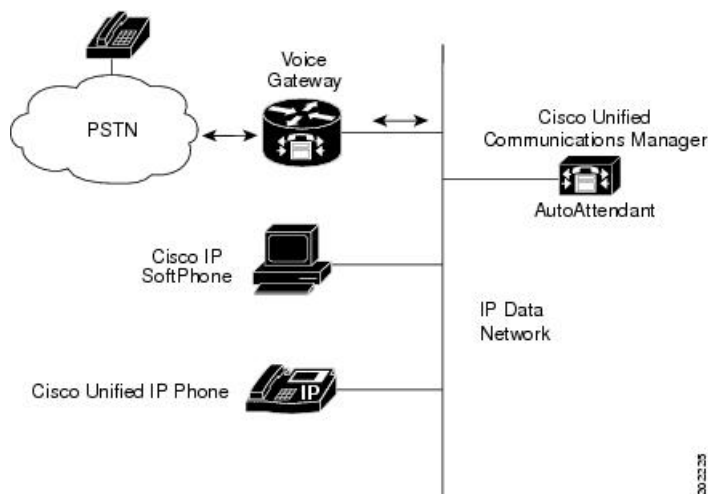 Voice
Gateway
PSTN
Cisco Unified
Communications Manager
AutoAttendant
Cisco IP
SoftPhone
IP Data
Network
Cisco Unified IP Phone
IP
202225